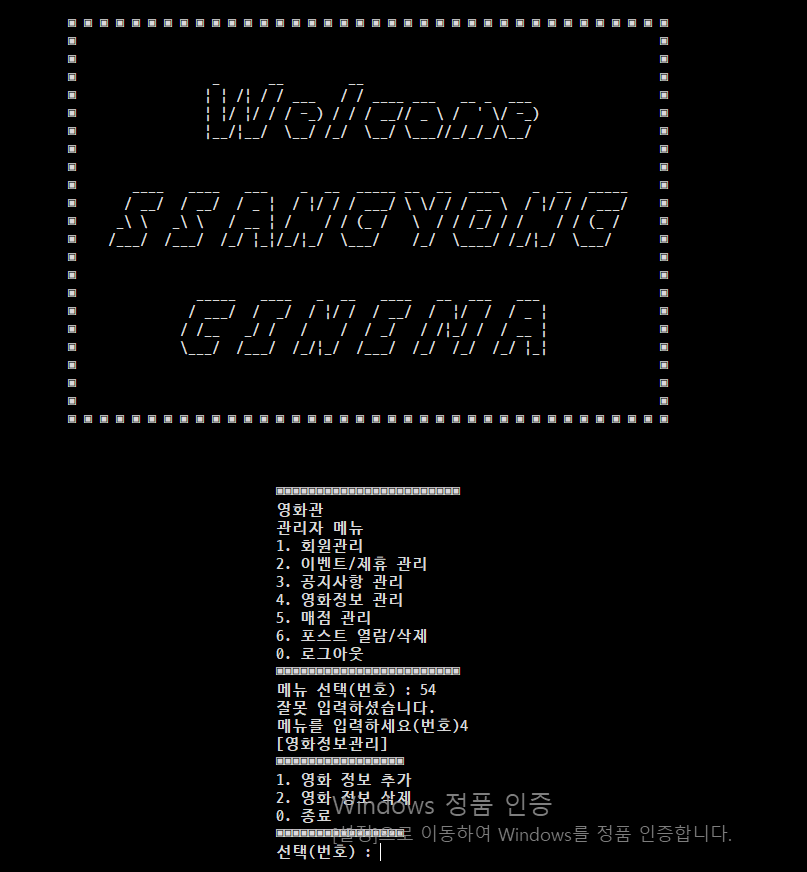 Welcome
SSANGYONG
CINEMA
영화관
관리자 메뉴
1. 회원관리
2. 이벤트/제휴 관리
3. 공지사항 관리
4. 영화정보 관리
5. 매점 관리
6. 포스트 열람/삭제
0. 로그아웃
메뉴 선택(번호) : 54
잘못 입력하셨습니다.
메뉴를 입력하세요(번호)4
[영화정보관리]
1. 영화 정보 추가
2. 영화 정보 삭제
Windows 정품 인증
0. 종료
[설정]으로 이동하여 Windows를 정품 인증합니다.
선택(번호) :